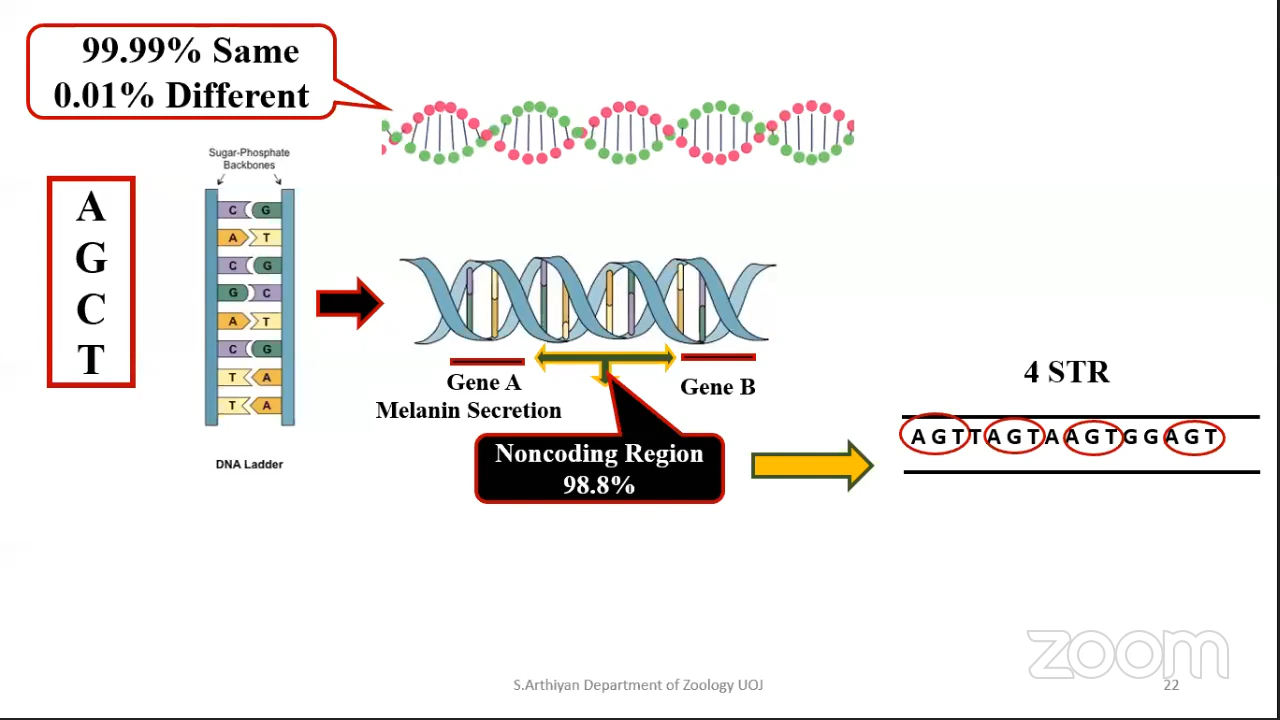 99.99% Same
0.01% Different
Sugar-Phosphate
Backbones
A
G
C
T
C G
A T
C G
G C
A T
C G
T A
T A
DNA Ladder
Gene A
Melanin Secretion
Gene B
Noncoding Region
98.8%
4 STR
AGTTAGTAAGTGGAGT
zoom
S.Arthiyan Department of Zoology UOJ
22